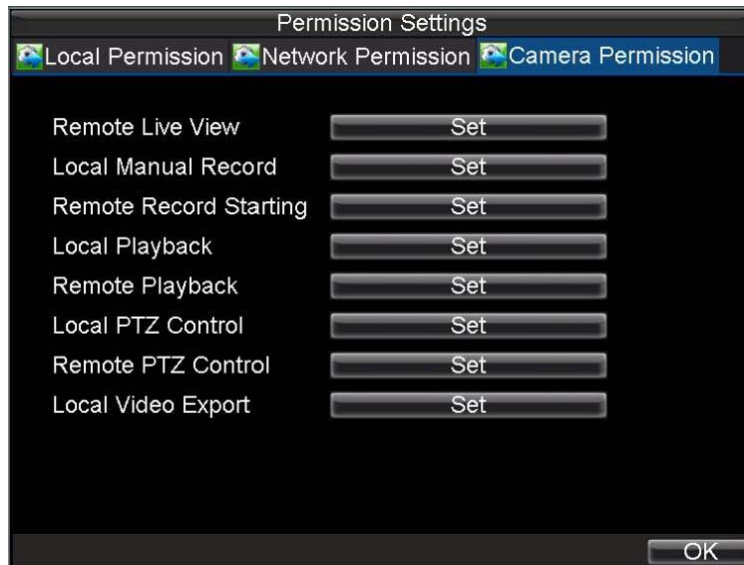 Permission Settings
Local Permission Network Permission Camera Permission
Remote Live View Set
Local Manual Record Set
Remote Record Starting Set
Local Playback Set
Remote Playback Set
Local PTZ Control Set
Remote PTZ Control Set
Local Video Export Set
OK